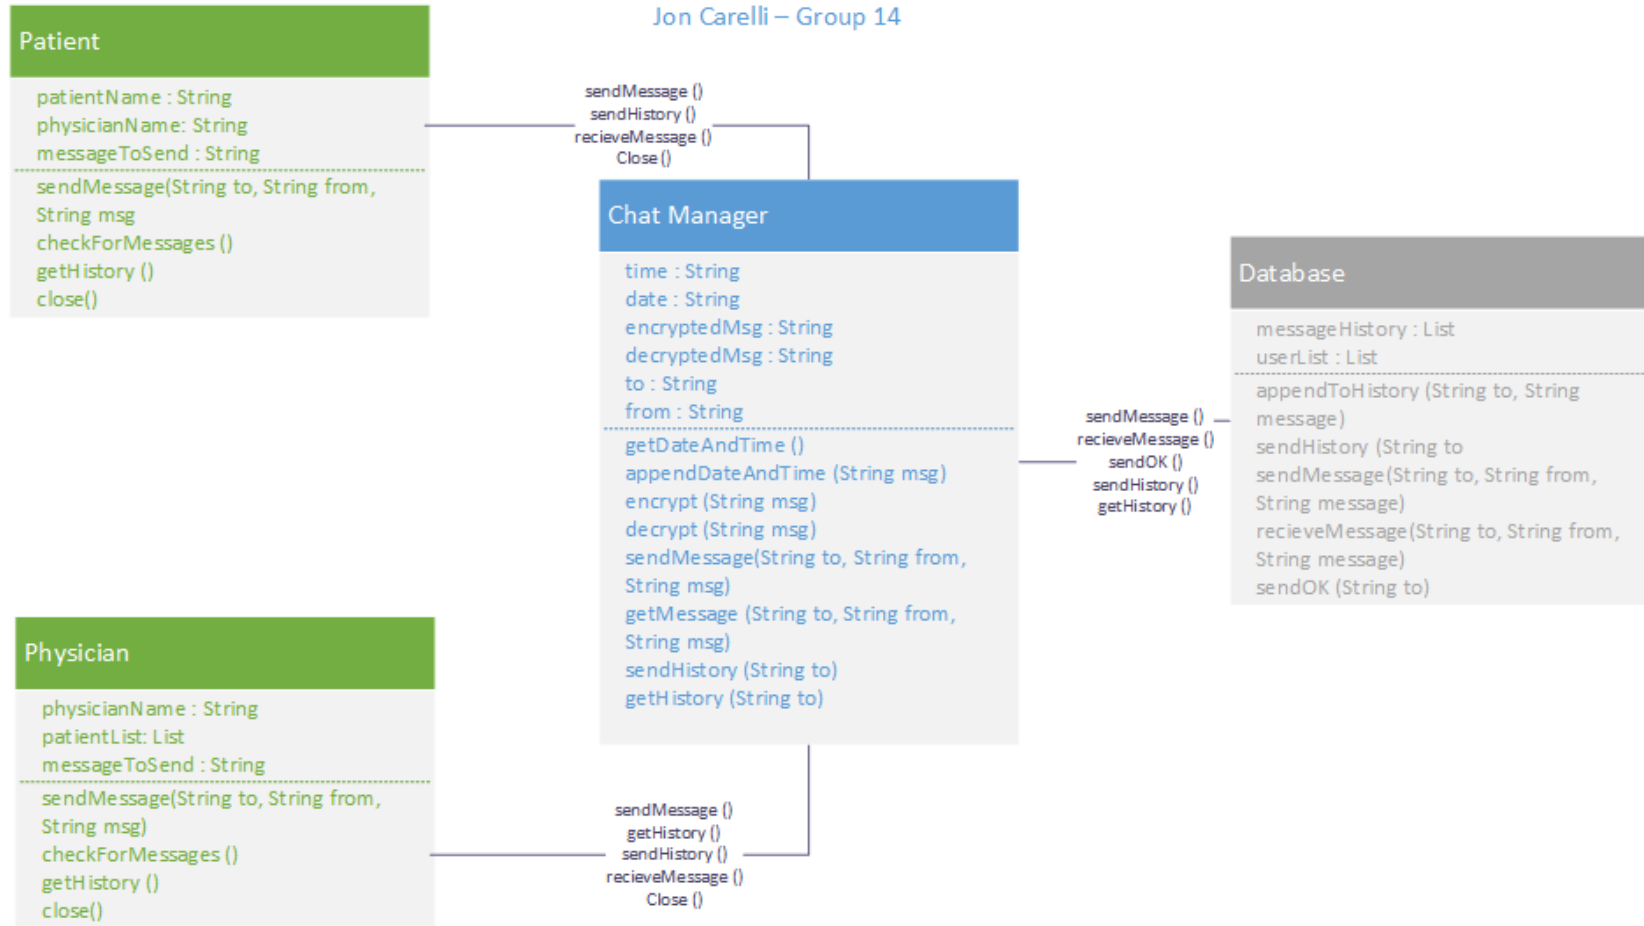 Jon Carelli – Group 14
Patient
patientName : String
physicianName: String
messageToSend : String
sendMessage(String to, String from,
String msg
checkForMessages ()
getHistory ()
close()
sendMessage ()
sendHistory ()
recieveMessage ()
Close ()
Chat Manager
time : String
date : String
encryptedMsg : String
decryptedMsg : String
to : String
from : String
getDateAndTime ()
appendDateAndTime (String msg)
encrypt (String msg)
decrypt (String msg)
sendMessage(String to, String from,
String msg)
getMessage (String to, String from,
String msg)
sendHistory (String to)
getHistory (String to)
sendMessage ()
recieveMessage ()
sendOK ()
sendHistory ()
getHistory ()
Database
messageHistory : List
userList : List
appendToHistory (String to, String
message)
sendHistory (String to
sendMessage(String to, String from,
String message)
recieveMessage(String to, String from,
String message)
sendOK (String to)
Physician
physicianName : String
patientList: List
messageToSend : String
sendMessage(String to, String from,
String msg)
checkForMessages ()
getHistory ()
close()
sendMessage ()
getHistory ()
sendHistory ()
recieveMessage ()
Close ()